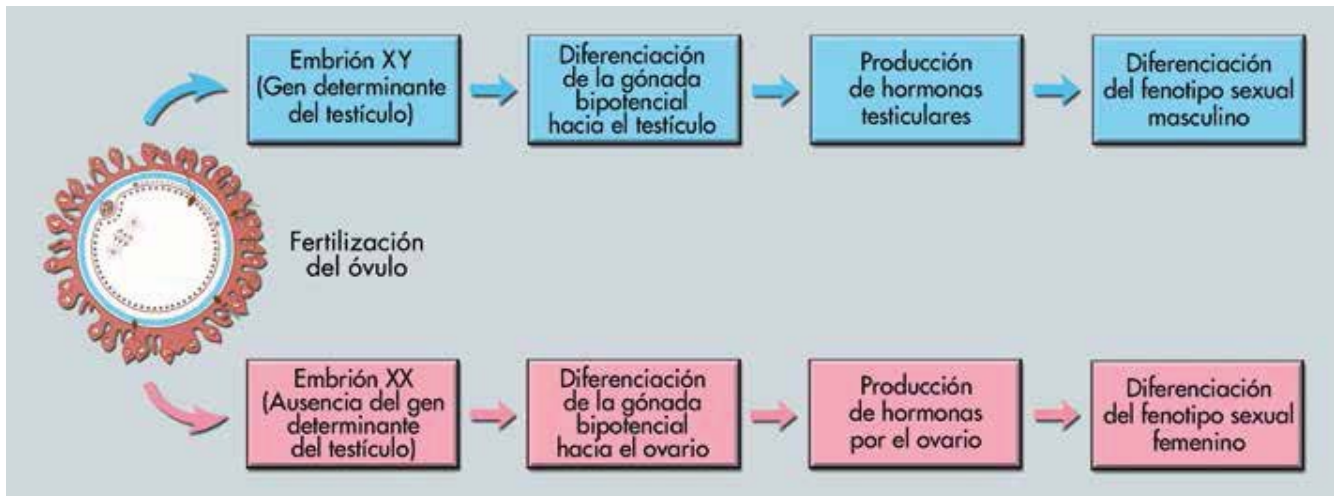 Embrión XY
(Gen determinante
del testículo)
Diferenciación
de la gónada
bipotencial
hacia el testículo
Producción
de hormonas
testiculares
Diferenciación
del fenotipo sexual
masculino
Fertilización
del óvulo
Embrión XX
(Ausencia del gen
determinante
del testículo)
Diferenciación
de la gónada
bipotencial
hacía el ovario
Producción
de hormonas
por el ovario
Diferenciación
del fenotipo sexual
femenino